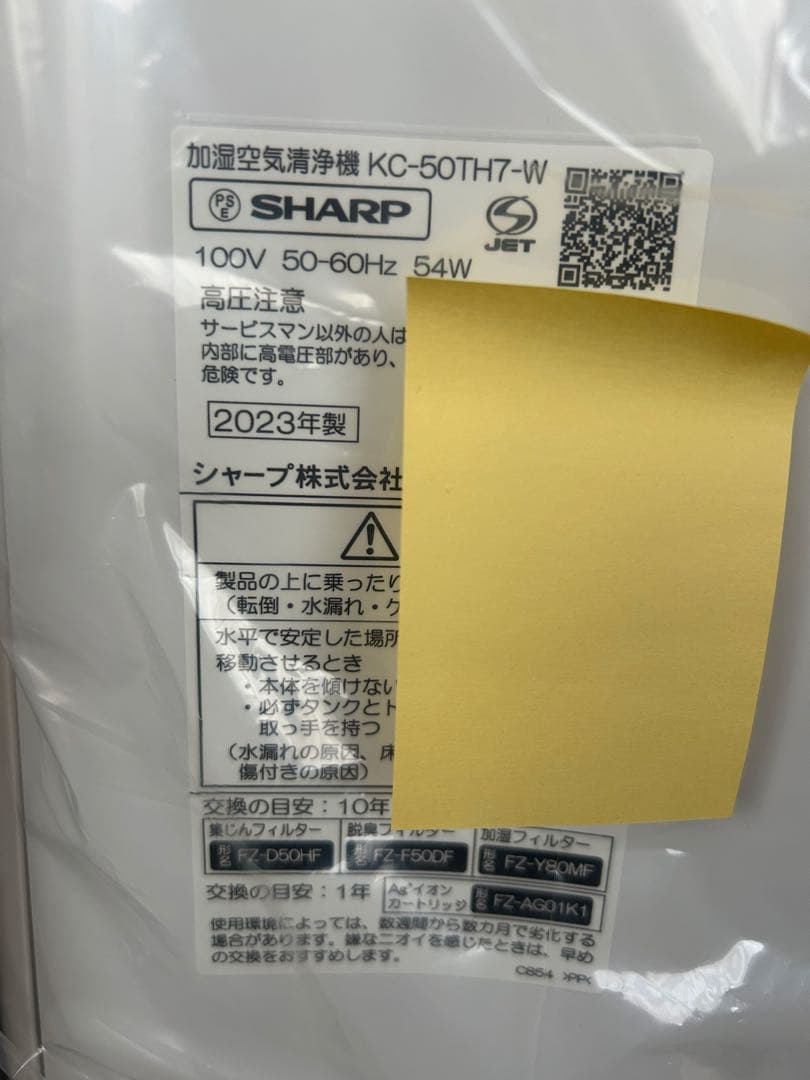 加湿空気清浄機 KC-50TH7-W
PSE SHARP JET
100V 50-60Hz 54W
高圧注意
サービスマン以外の人は
内部に高電圧部があり、
危険です。
2023年製
シャープ株式会社
製品の上に乗ったり
（転倒・水漏れ・ケ
水平で安定した場所
移動させるとき
・本体を傾けない
・必ずタンクとト
取っ手を持つ
（水漏れの原因、床
傷付きの原因）
交換の目安：10年
集じんフィルター 脱臭フィルター 加湿フィルター
形名 FZ-D50HF 形名 FZ-F50DF 形名 FZ-Y80MF
交換の目安：1年 Ag⁺イオンカートリッジ 形名 FZ-AG01K1
使用環境によっては、数週間から数カ月で劣化する
場合があります。嫌なニオイを感じたときは、早め
の交換をおすすめします。
C854 >PP<